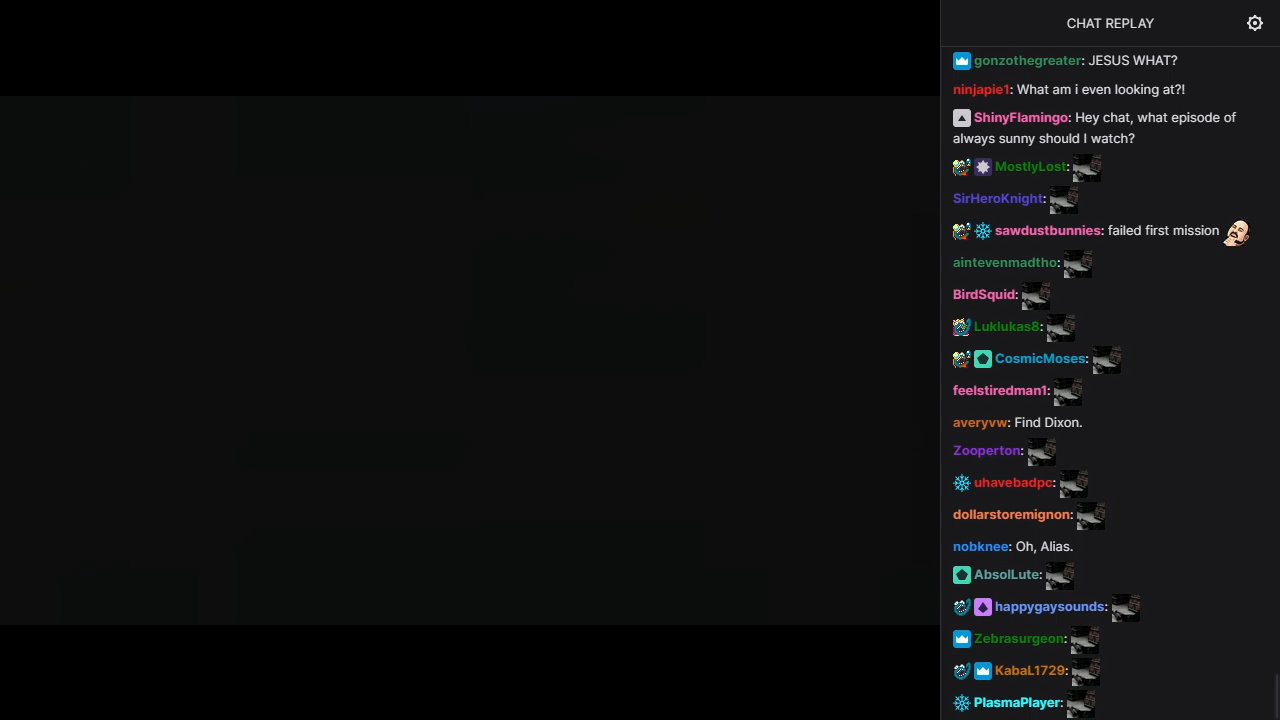 CHAT REPLAY
gonzothegreater: JESUS WHAT?
ninjapie1: What am i even looking at?!
ShinyFlamingo: Hey chat, what episode of
always sunny should I watch?
MostlyLost:
SirHeroKnight:
sawdustbunnies: failed first mission
aintevenmadtho:
BirdSquid:
Luklukas8:
CosmicMoses:
feelstiredman1:
averyvw: Find Dixon.
Zooperton:
uhavebadpc:
dollarstoremignon:
nobknee: Oh, Alias.
AbsolLute:
happygaysounds:
Zebrasurgeon:
KabaL1729:
PlasmaPlayer: